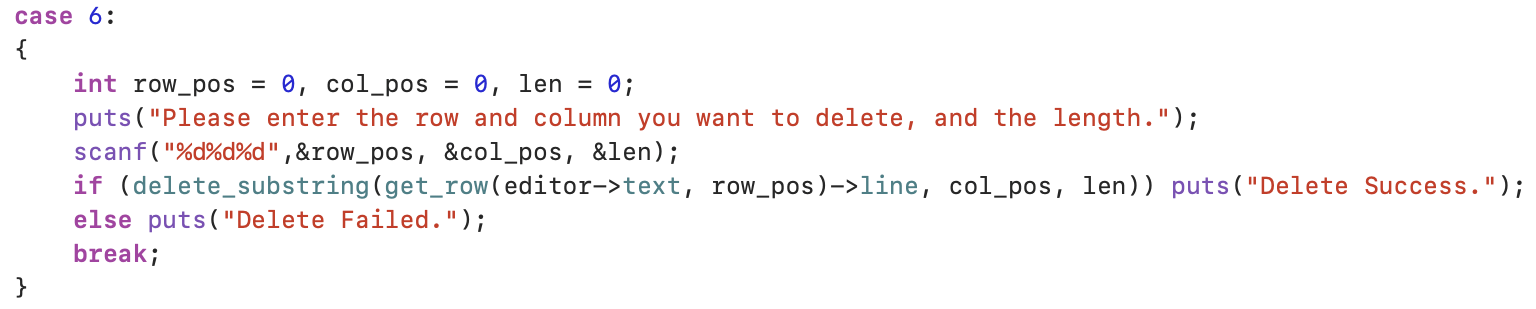 case 6:
{
    int row_pos = 0, col_pos = 0, len = 0;
    puts("Please enter the row and column you want to delete, and the length.");
    scanf("%d%d%d",&row_pos, &col_pos, &len);
    if (delete_substring(get_row(editor->text, row_pos)->line, col_pos, len)) puts("Delete Success.");
    else puts("Delete Failed.");
    break;
}